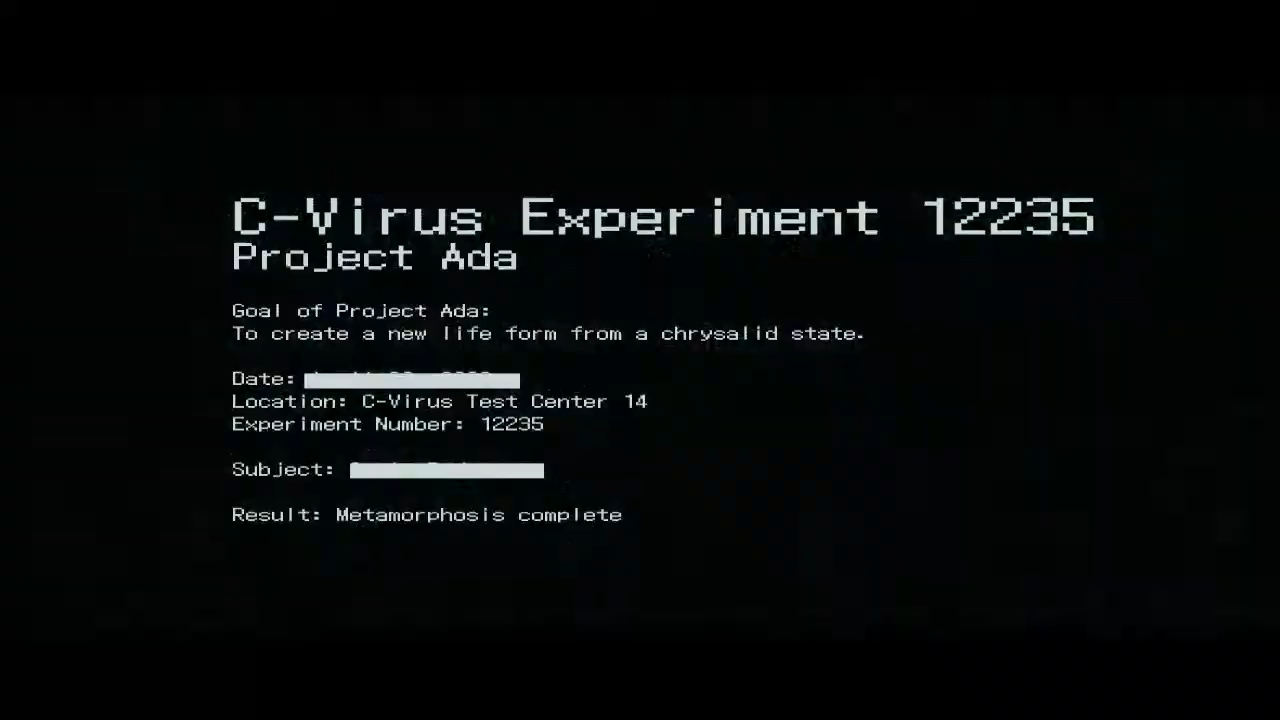 C-Virus Experiment 12235
Project Ada
Goal of Project Ada:
To create a new life form from a chrysalid state.
Date:
Location: C-Virus Test Center 14
Experiment Number: 12235
Subject:
Result: Metamorphosis complete